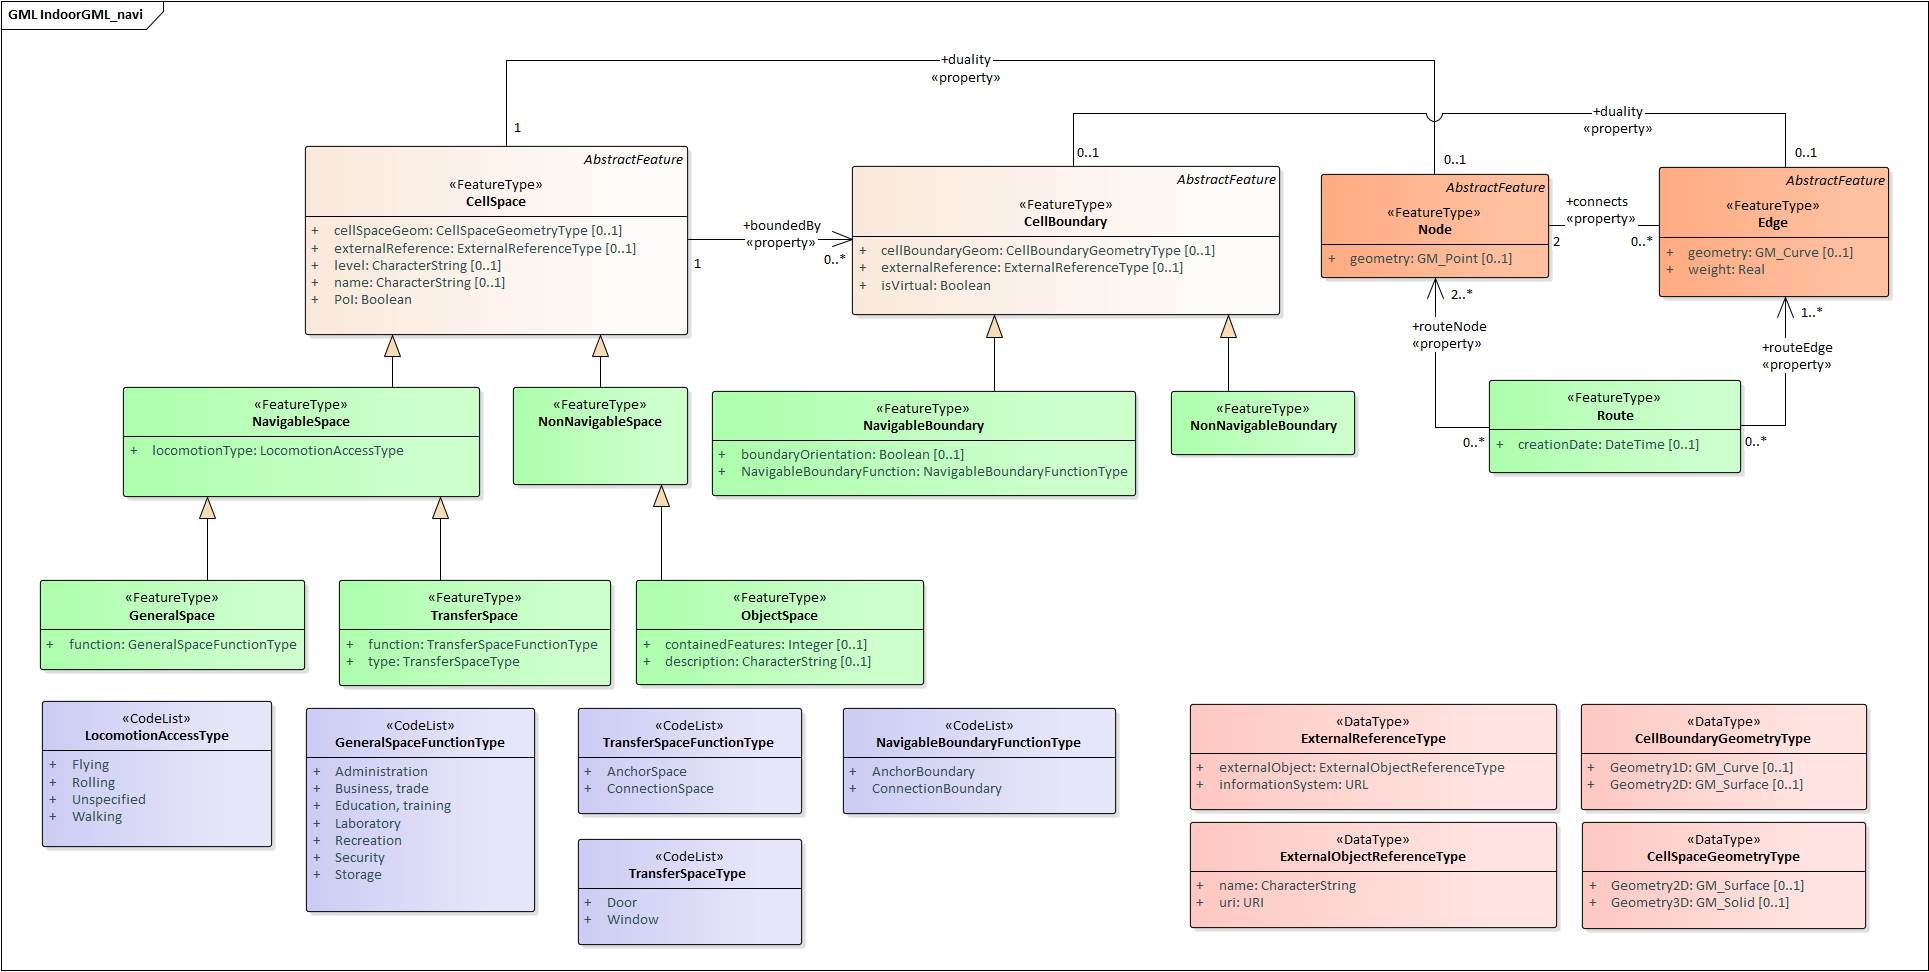 GML IndoorGML_navi
+duality
«property»
+duality
«property»
1
0..1
0..1
0..1
AbstractFeature
«FeatureType»
CellSpace
+ cellSpaceGeom: CellSpaceGeometryType [0..1]
+ externalReference: ExternalReferenceType [0..1]
+ level: CharacterString [0..1]
+ name: CharacterString [0..1]
+ PoI: Boolean
+boundedBy
«property»
1
0..*
AbstractFeature
«FeatureType»
CellBoundary
+ cellBoundaryGeom: CellBoundaryGeometryType [0..1]
+ externalReference: ExternalReferenceType [0..1]
+ isVirtual: Boolean
AbstractFeature
«FeatureType»
Node
+ geometry: GM_Point [0..1]
+connects
«property»
2
0..*
AbstractFeature
«FeatureType»
Edge
+ geometry: GM_Curve [0..1]
+ weight: Real
2..*
+routeNode
«property»
0..*
1..*
+routeEdge
«property»
0..*
«FeatureType»
NavigableSpace
+ locomotionType: LocomotionAccessType
«FeatureType»
NonNavigableSpace
«FeatureType»
NavigableBoundary
+ boundaryOrientation: Boolean [0..1]
+ NavigableBoundaryFunction: NavigableBoundaryFunctionType
«FeatureType»
NonNavigableBoundary
«FeatureType»
Route
+ creationDate: DateTime [0..1]
«FeatureType»
GeneralSpace
+ function: GeneralSpaceFunctionType
«FeatureType»
TransferSpace
+ function: TransferSpaceFunctionType
+ type: TransferSpaceType
«FeatureType»
ObjectSpace
+ containedFeatures: Integer [0..1]
+ description: CharacterString [0..1]
«CodeList»
LocomotionAccessType
+ Flying
+ Rolling
+ Unspecified
+ Walking
«CodeList»
GeneralSpaceFunctionType
+ Administration
+ Business, trade
+ Education, training
+ Laboratory
+ Recreation
+ Security
+ Storage
«CodeList»
TransferSpaceFunctionType
+ AnchorSpace
+ ConnectionSpace
«CodeList»
TransferSpaceType
+ Door
+ Window
«CodeList»
NavigableBoundaryFunctionType
+ AnchorBoundary
+ ConnectionBoundary
«DataType»
ExternalReferenceType
+ externalObject: ExternalObjectReferenceType
+ informationSystem: URL
«DataType»
CellBoundaryGeometryType
+ Geometry1D: GM_Curve [0..1]
+ Geometry2D: GM_Surface [0..1]
«DataType»
ExternalObjectReferenceType
+ name: CharacterString
+ uri: URI
«DataType»
CellSpaceGeometryType
+ Geometry2D: GM_Surface [0..1]
+ Geometry3D: GM_Solid [0..1]